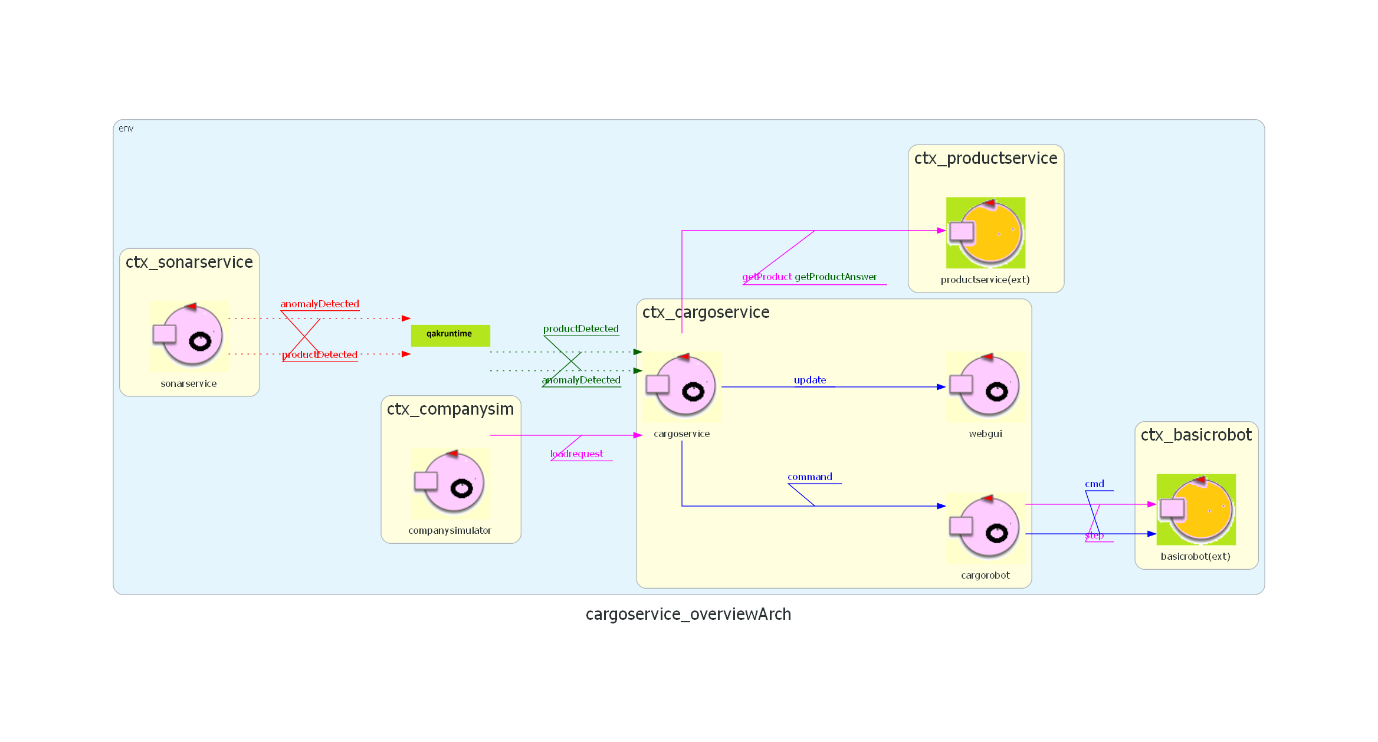 env
ctx_productservice
productservice(ext)
getProduct getProductAnswer
ctx_sonarservice
sonarservice
anomalyDetected
productDetected
qakruntime
productDetected
anomalyDetected
ctx_cargoservice
cargoservice
update
webgui
command
cargorobot
ctx_companysim
companysimulator
loadrequest
ctx_basicrobot
cmd
step
basicrobot(ext)
cargoservice_overviewArch